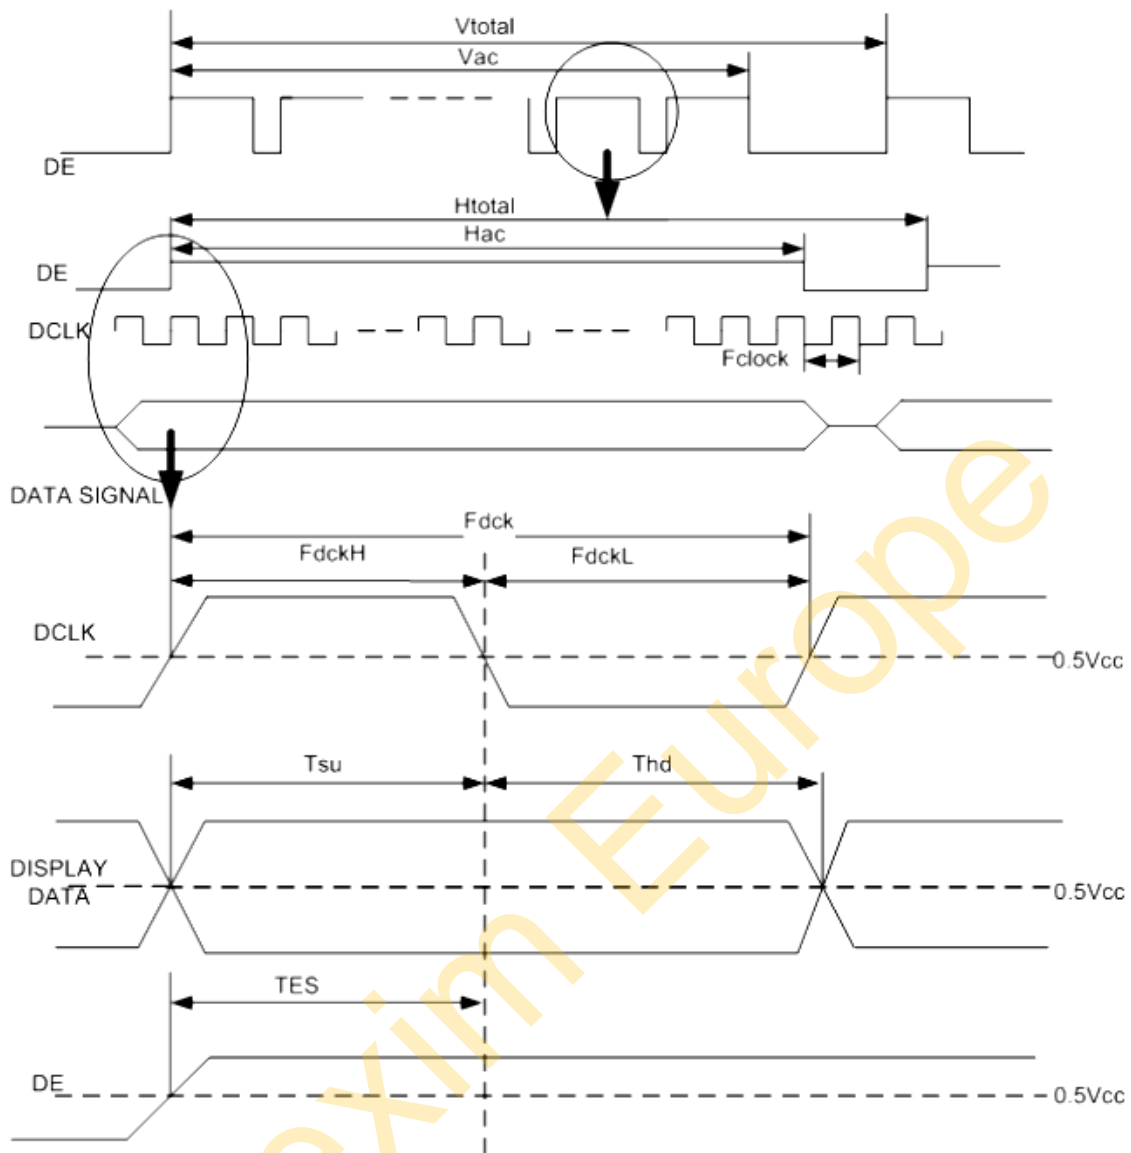 Vtotal
Vac
DE
Htotal
Hac
DE
DCLK
Fclock
DATA SIGNAL
Fdck
FdckH
FdckL
DCLK
0.5Vcc
Tsu
Thd
DISPLAY
DATA
0.5Vcc
TES
DE
0.5Vcc
exim Europe